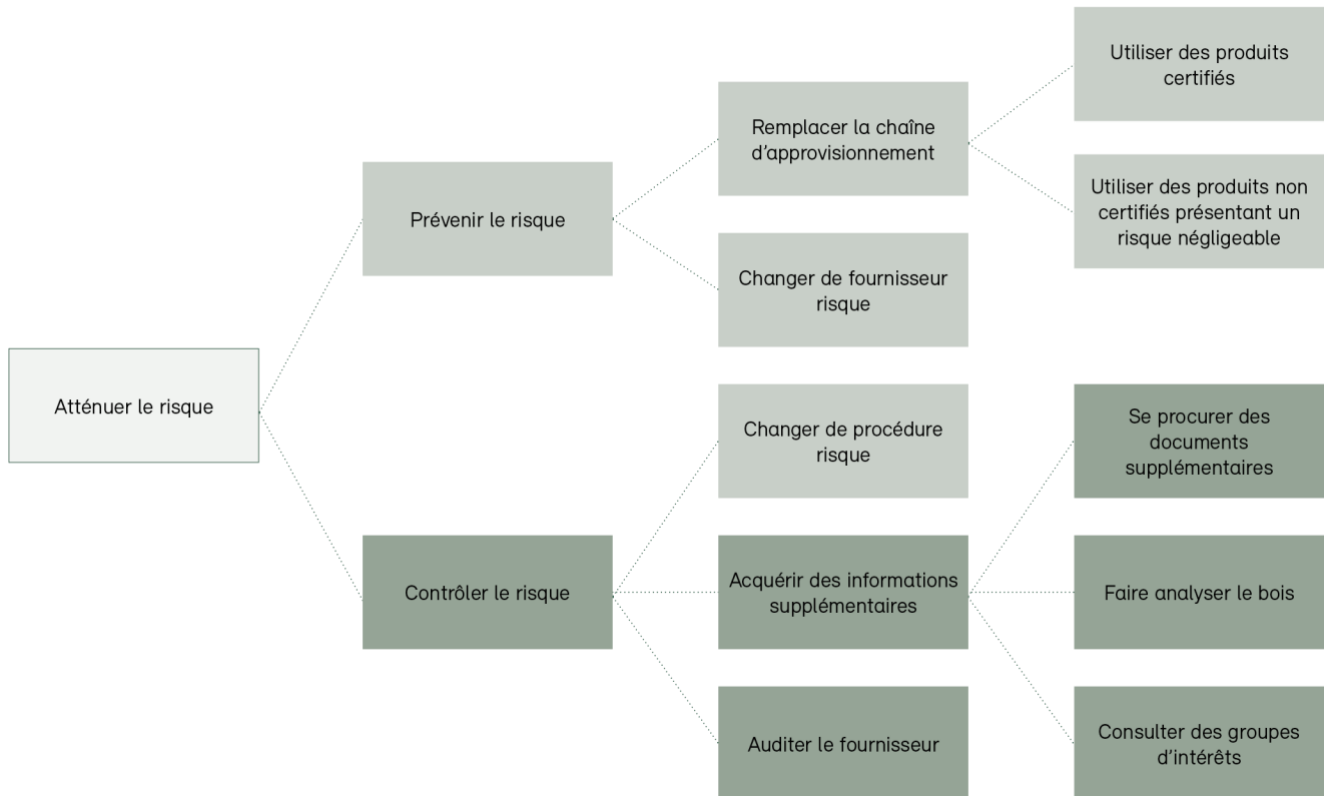 Atténuer le risque
Prévenir le risque
Remplacer la chaîne
d'approvisionnement
Utiliser des produits
certifiés
Utiliser des produits non
certifiés présentant un
risque négligeable
Changer de fournisseur
risque
Contrôler le risque
Changer de procédure
risque
Acquérir des informations
supplémentaires
Se procurer des
documents
supplémentaires
Faire analyser le bois
Consulter des groupes
d'intérêts
Auditer le fournisseur